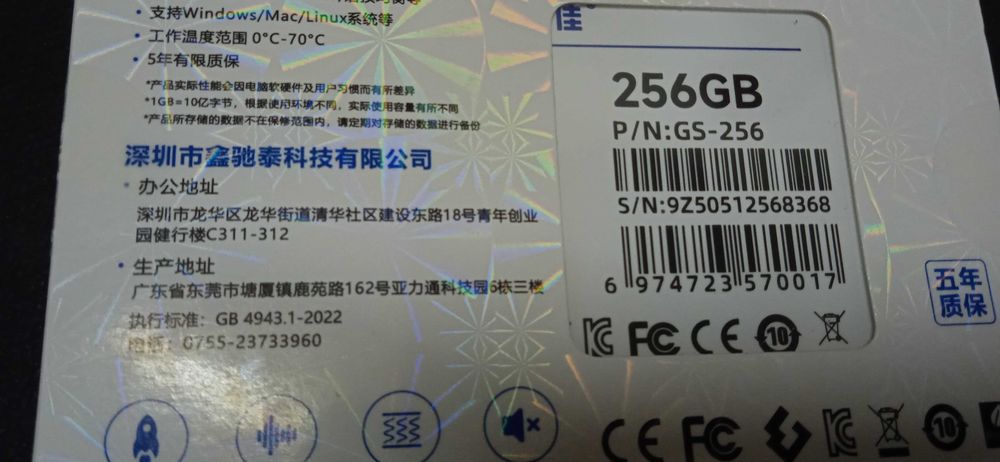 • 支持Windows/Mac/Linux系统等
• 工作温度范围 0°C-70°C
• 5年有限质保
*产品实际性能会因电脑软硬件及用户习惯而有所差异
*1GB=10亿字节，根据使用环境不同，实际使用容量有所不同
*产品所存储的数据不在保修范围内，请定期对存储的数据进行备份
深圳市鑫驰泰科技有限公司
• 办公地址
深圳市龙华区龙华街道清华社区建设东路18号青年创业
园健行楼C311-312
• 生产地址
广东省东莞市塘厦镇鹿苑路162号亚力通科技园6栋三楼
执行标准：GB 4943.1-2022
电话：0755-23733960
佳
256GB
P/N:GS-256
S/N:9Z50512568368
6 974723 570017
FC CE 10
五年
质保
CE FC 10